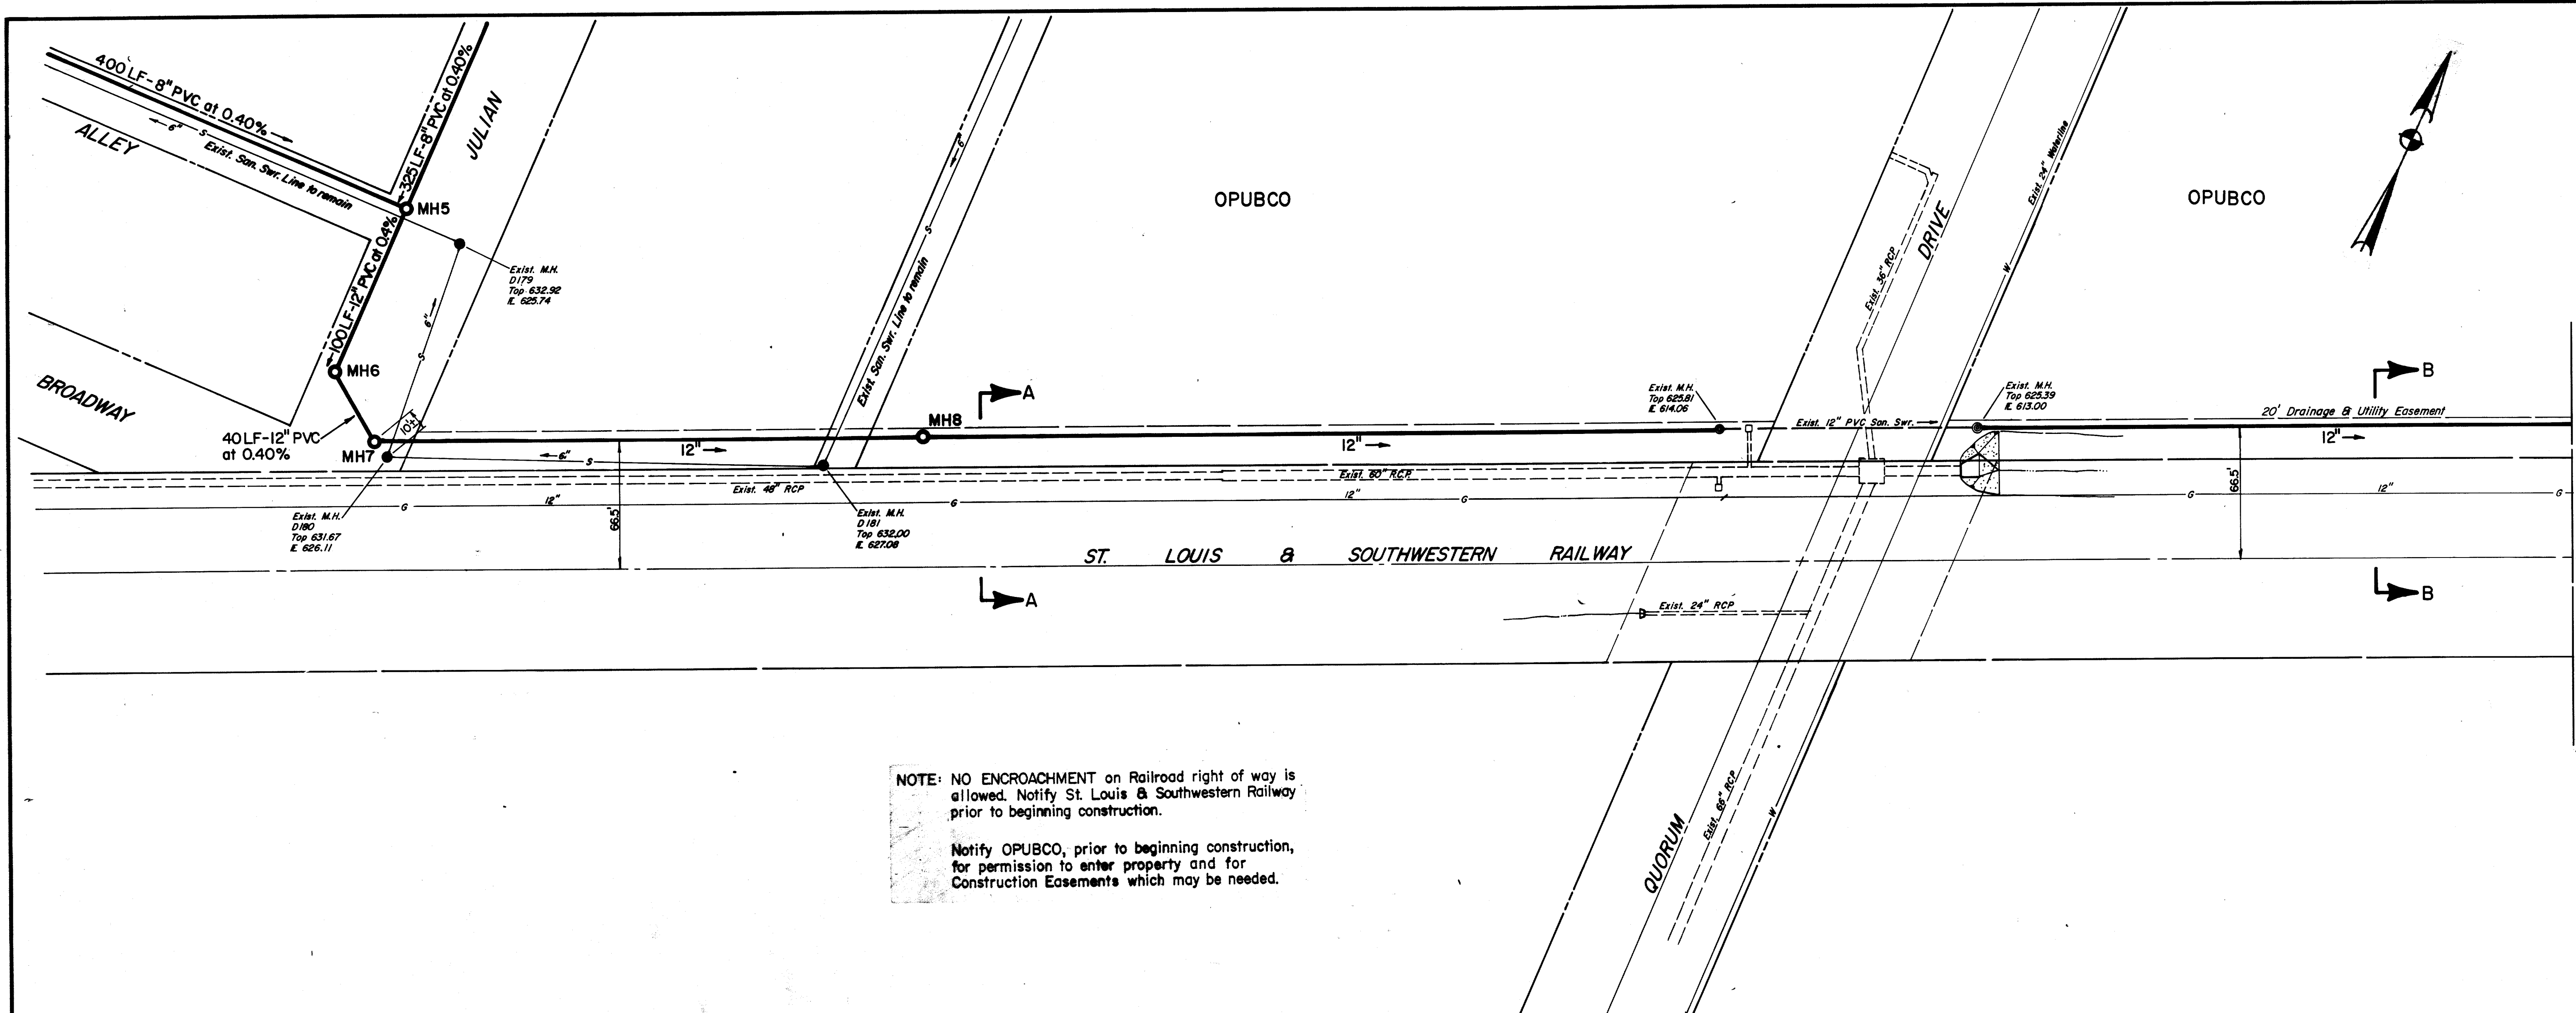 400 LF-8" PVC at 0.40%
6"
S
Exist. San. Swr. Line to remain
ALLEY
325 LF-8" PVC at 0.40%
JULIAN
MH5
100 LF-12" PVC at 0.4%
Exist. M.H.
D179
Top 632.92
IE 625.74
6"
S
MH6
BROADWAY
40 LF-12" PVC
at 0.40%
10'±
MH7
12"
6"
S
Exist. M.H.
D180
Top 631.67
IE 626.11
G
12"
66.5'
Exist. 48" RCP
6"
S
Exist. San. Swr. Line to remain
MH8
Exist. M.H.
D181
Top 632.00
IE 627.08
G
A
A
OPUBCO
12"
Exist. 60" R.C.P.
12"
G
ST. LOUIS & SOUTHWESTERN RAILWAY
Exist. M.H.
Top 625.81
IE 614.06
Exist. 12" PVC San. Swr.
Exist. 36" RCP
DRIVE
Exist. 24" Waterline
W
Exist. M.H.
Top 625.39
IE 613.00
OPUBCO
20' Drainage & Utility Easement
12"
B
B
66.5'
G
12"
G
Exist. 24" RCP
Exist. 66" RCP
W
QUORUM
NOTE: NO ENCROACHMENT on Railroad right of way is
allowed. Notify St. Louis & Southwestern Railway
prior to beginning construction.
Notify OPUBCO, prior to beginning construction,
for permission to enter property and for
Construction Easements which may be needed.